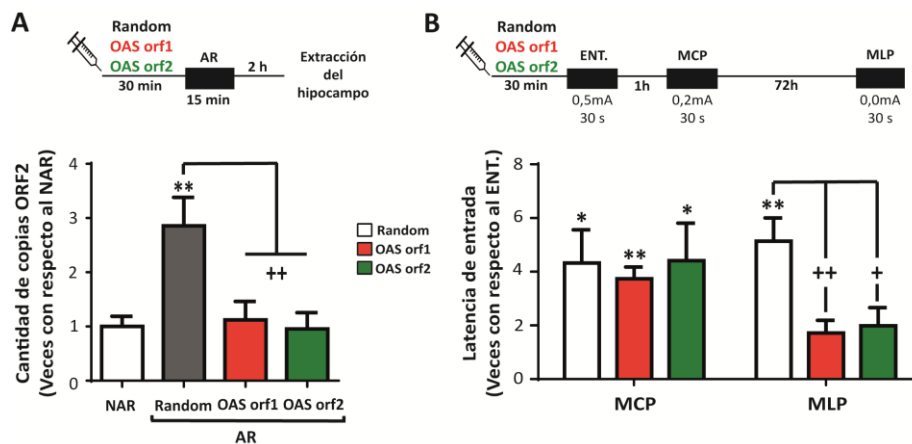 A
Random
OAS orf1
OAS orf2
30 min
AR
15 min
2 h
Extracción
del
hipocampo
Cantidad de copias ORF2
(Veces con respecto al NAR)
4
3
2
1
0
**
++
NAR
Random
OAS orf1
OAS orf2
AR
Random
OAS orf1
OAS orf2
B
Random
OAS orf1
OAS orf2
30 min
ENT.
0,5mA
30 s
1h
MCP
0,2mA
30 s
72h
MLP
0,0mA
30 s
Latencia de entrada
(Veces con respecto al ENT.)
8
6
4
2
0
*
**
*
**
++
+
MCP
MLP